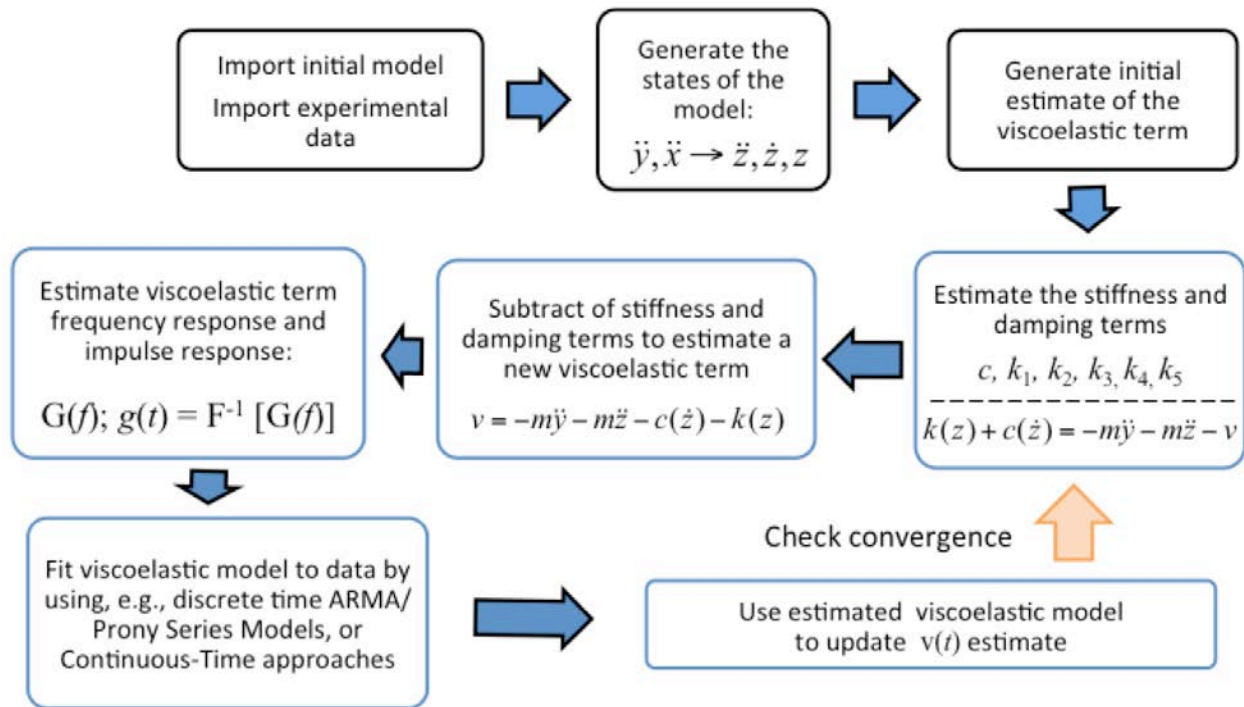 Import initial model
Import experimental
data
Generate the
states of the
model:
ÿ, ẍ → z̈, ż, z
Generate initial
estimate of the
viscoelastic term
Estimate the stiffness and
damping terms
c, k₁, k₂, k₃, k₄, k₅
k(z) + c(ż) = −mÿ − mz̈ − v
Subtract of stiffness and
damping terms to estimate a
new viscoelastic term
v = −mÿ − mz̈ − c(ż) − k(z)
Estimate viscoelastic term
frequency response and
impulse response:
G(f); g(t) = F⁻¹ [G(f)]
Fit viscoelastic model to data by
using, e.g., discrete time ARMA/
Prony Series Models, or
Continuous-Time approaches
Use estimated viscoelastic model
to update v(t) estimate
Check convergence